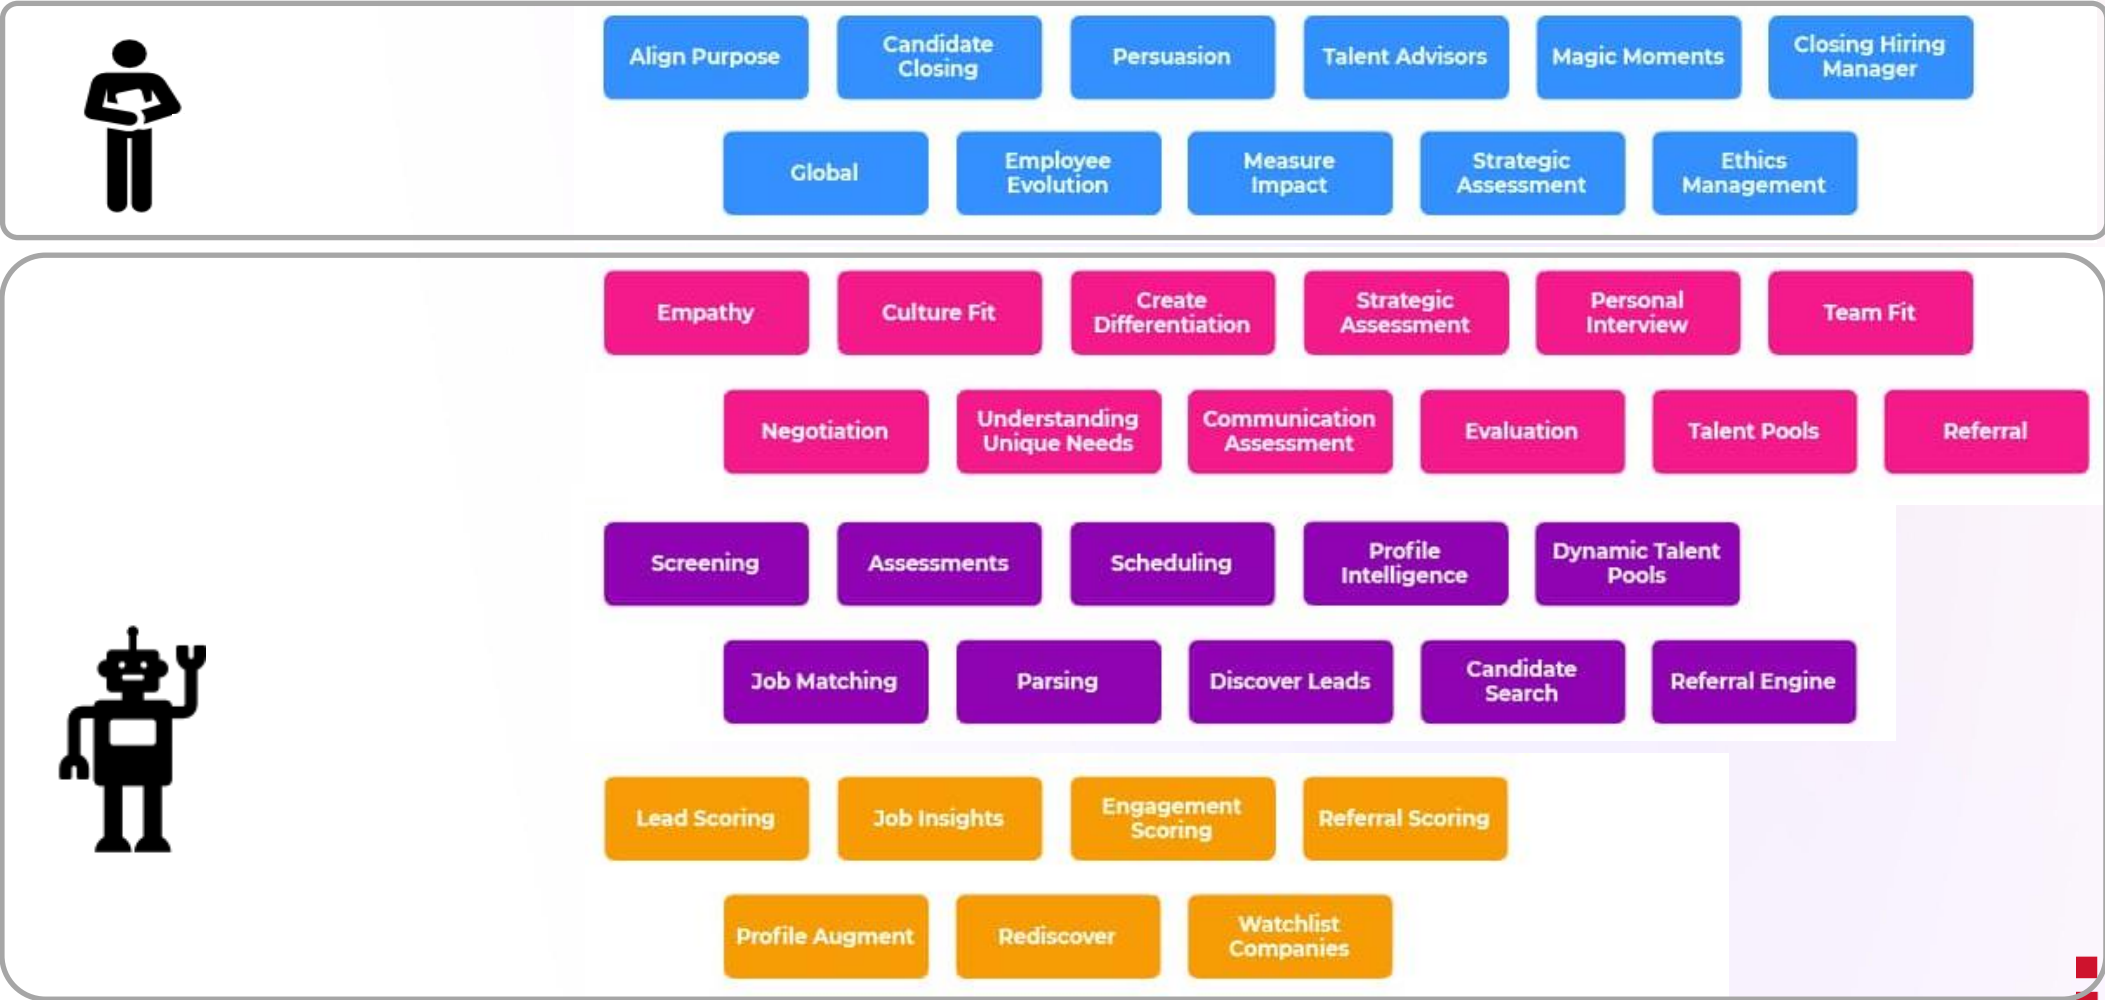 Align Purpose
Candidate
Closing
Persuasion
Talent Advisors
Magic Moments
Closing Hiring
Manager
Global
Employee
Evolution
Measure
Impact
Strategic
Assessment
Ethics
Management
Empathy
Culture Fit
Create
Differentiation
Strategic
Assessment
Personal
Interview
Team Fit
Negotiation
Understanding
Unique Needs
Communication
Assessment
Evaluation
Talent Pools
Referral
Screening
Assessments
Scheduling
Profile
Intelligence
Dynamic Talent
Pools
Job Matching
Parsing
Discover Leads
Candidate
Search
Referral Engine
Lead Scoring
Job Insights
Engagement
Scoring
Referral Scoring
Profile Augment
Rediscover
Watchlist
Companies